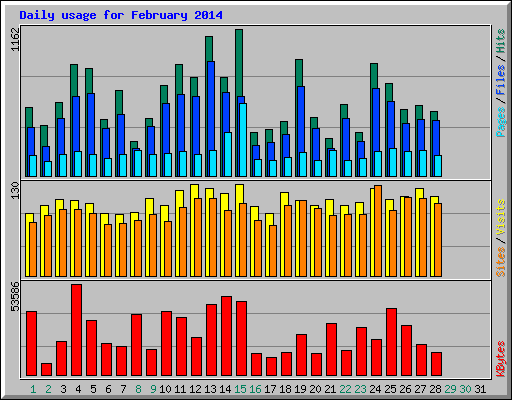 Daily usage for February 2014
1162
Pages / Files / Hits
130
Sites / Visits
53586
KBytes
1 2 3 4 5 6 7 8 9 10 11 12 13 14 15 16 17 18 19 20 21 22 23 24 25 26 27 28 29 30 31